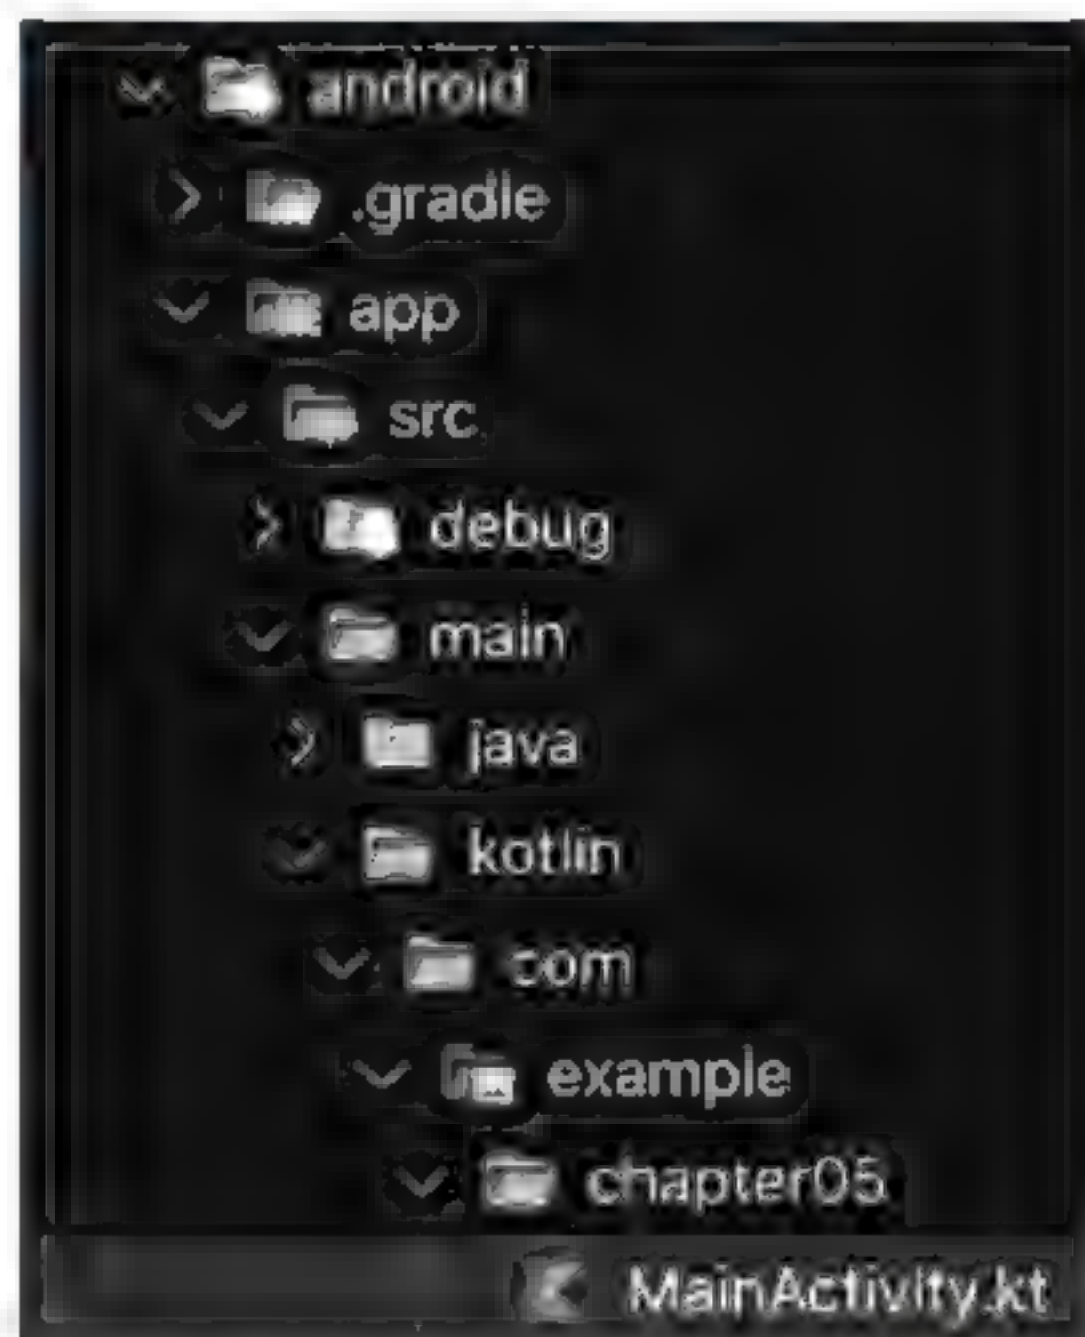 android
.gradle
app
src
debug
main
java
kotlin
com
example
chapter05
MainActivity.kt